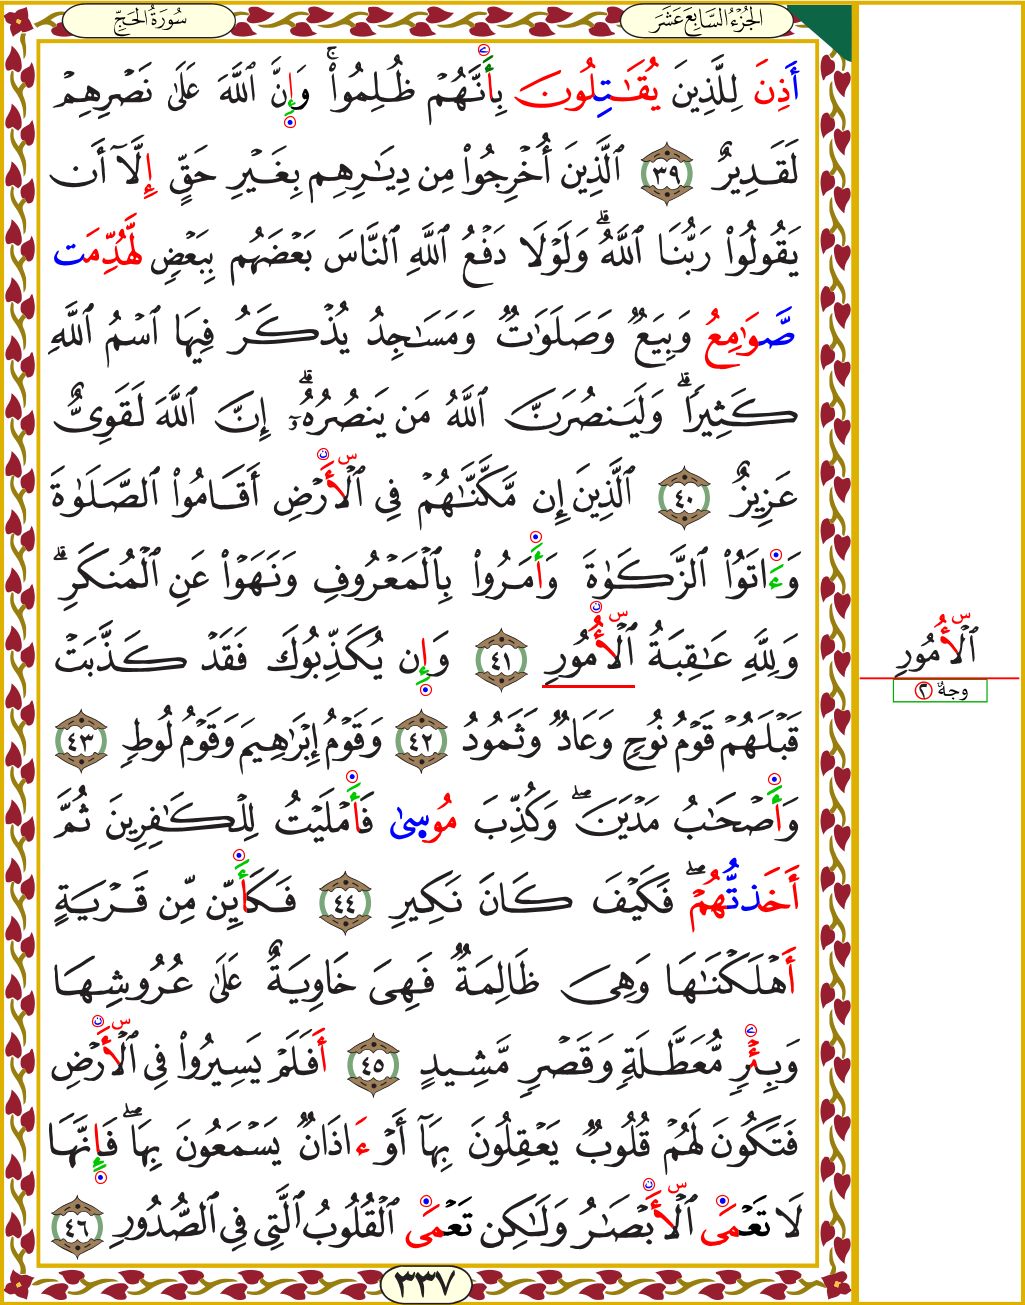 الجُزْءُ السَّابِعَ عَشَرَ
سُورَةُ الحَجِّ
أَذِنَ لِلَّذِينَ يُقَٰتِلُونَ بِأَنَّهُمْ ظُلِمُوا۟ۚ وَإِنَّ ٱللَّهَ عَلَىٰ نَصْرِهِمْ
لَقَدِيرٌ ٣٩ ٱلَّذِينَ أُخْرِجُوا۟ مِن دِيَٰرِهِم بِغَيْرِ حَقٍّ إِلَّآ أَن
يَقُولُوا۟ رَبُّنَا ٱللَّهُۗ وَلَوْلَا دَفْعُ ٱللَّهِ ٱلنَّاسَ بَعْضَهُم بِبَعْضٍ لَّهُدِّمَت
صَّوَٰمِعُ وَبِيَعٌ وَصَلَوَٰتٌ وَمَسَٰجِدُ يُذْكَرُ فِيهَا ٱسْمُ ٱللَّهِ
كَثِيرًاۗ وَلَيَنصُرَنَّ ٱللَّهُ مَن يَنصُرُهُۥٓۗ إِنَّ ٱللَّهَ لَقَوِىٌّ
عَزِيزٌ ٤٠ ٱلَّذِينَ إِن مَّكَّنَّٰهُمْ فِى ٱلْأَرْضِ أَقَامُوا۟ ٱلصَّلَوٰةَ
وَءَاتَوُا۟ ٱلزَّكَوٰةَ وَأَمَرُوا۟ بِٱلْمَعْرُوفِ وَنَهَوْا۟ عَنِ ٱلْمُنكَرِۗ
وَلِلَّهِ عَٰقِبَةُ ٱلْأُمُورِ ٤١ وَإِن يُكَذِّبُوكَ فَقَدْ كَذَّبَتْ
قَبْلَهُمْ قَوْمُ نُوحٍ وَعَادٌ وَثَمُودُ ٤٢ وَقَوْمُ إِبْرَٰهِيمَ وَقَوْمُ لُوطٍ ٤٣
وَأَصْحَٰبُ مَدْيَنَۖ وَكُذِّبَ مُوسَىٰ فَأَمْلَيْتُ لِلْكَٰفِرِينَ ثُمَّ
أَخَذتُّهُمْۖ فَكَيْفَ كَانَ نَكِيرِ ٤٤ فَكَأَيِّن مِّن قَرْيَةٍ
أَهْلَكْنَٰهَا وَهِىَ ظَالِمَةٌ فَهِىَ خَاوِيَةٌ عَلَىٰ عُرُوشِهَا
وَبِئْرٍ مُّعَطَّلَةٍ وَقَصْرٍ مَّشِيدٍ ٤٥ أَفَلَمْ يَسِيرُوا۟ فِى ٱلْأَرْضِ
فَتَكُونَ لَهُمْ قُلُوبٌ يَعْقِلُونَ بِهَآ أَوْ ءَاذَانٌ يَسْمَعُونَ بِهَاۖ فَإِنَّهَا
لَا تَعْمَى ٱلْأَبْصَٰرُ وَلَٰكِن تَعْمَى ٱلْقُلُوبُ ٱلَّتِى فِى ٱلصُّدُورِ ٤٦
٣٣٧
ٱلْأُمُورِ
وجهٌ ٢